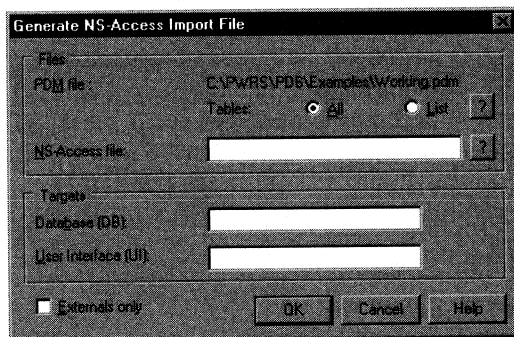 Generate NS-Access Import File
Files
PDM file : C:\PWRS\PDB\Examples\Working.pdm
Tables: All List ?
NS-Access file: ?
Targets
Database (DB):
User Interface (UI):
Externals only OK Cancel Help